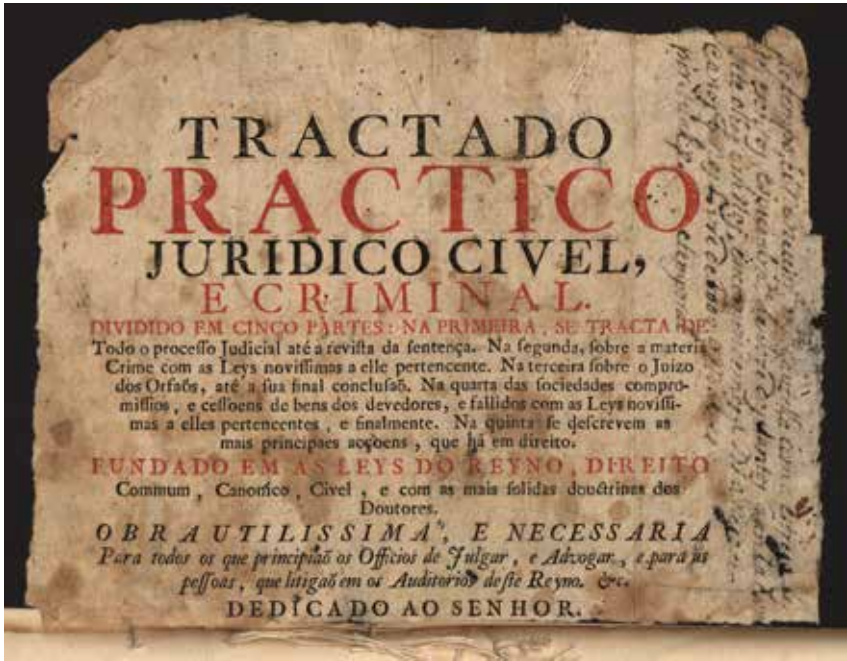 TRACTADO
PRACTICO
JURIDICO CIVEL,
E CRIMINAL.
DIVIDIDO EM CINCO PARTES: NA PRIMEIRA, SE TRACTA DE
Todo o proceſſo Judicial até a reviſta da ſentença. Na ſegunda, ſobre a materia
Crime com as Leys noviſſimas a elle pertencente. Na terceira ſobre o Juizo
dos Orfaõs, até a ſua final concluſaõ. Na quarta das ſociedades compro-
miſſios, e ceſſoens de bens dos devedores, e fallidos com as Leys noviſſi-
mas a elles pertencentes, e finalmente. Na quinta ſe deſcrevem as
mais principaes acçoens, que há em direito.
FUNDADO EM AS LEYS DO REYNO, DIREITO
Commum, Canonico, Civel, e com as mais ſolidas douctrinas dos
Doutores.
OBRA UTILISSIMA, E NECESSARIA
Para todos os que principiaõ os Officios de Julgar, e Advogar, e para as
peſſoas, que litigaõ em os Auditorios deſte Reyno. &c.
DEDICADO AO SENHOR.